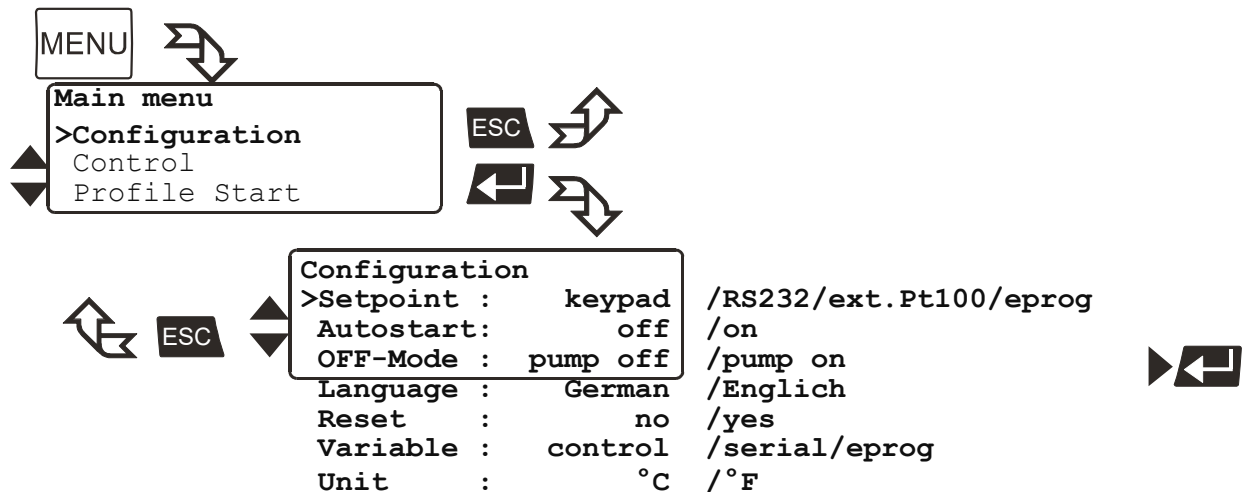 MENU
Main menu
>Configuration
Control
Profile Start
ESC
Configuration
>Setpoint : keypad /RS232/ext.Pt100/eprog
Autostart: off /on
OFF-Mode : pump off /pump on
Language : German /Englich
Reset : no /yes
Variable : control /serial/eprog
Unit : °C /°F
ESC